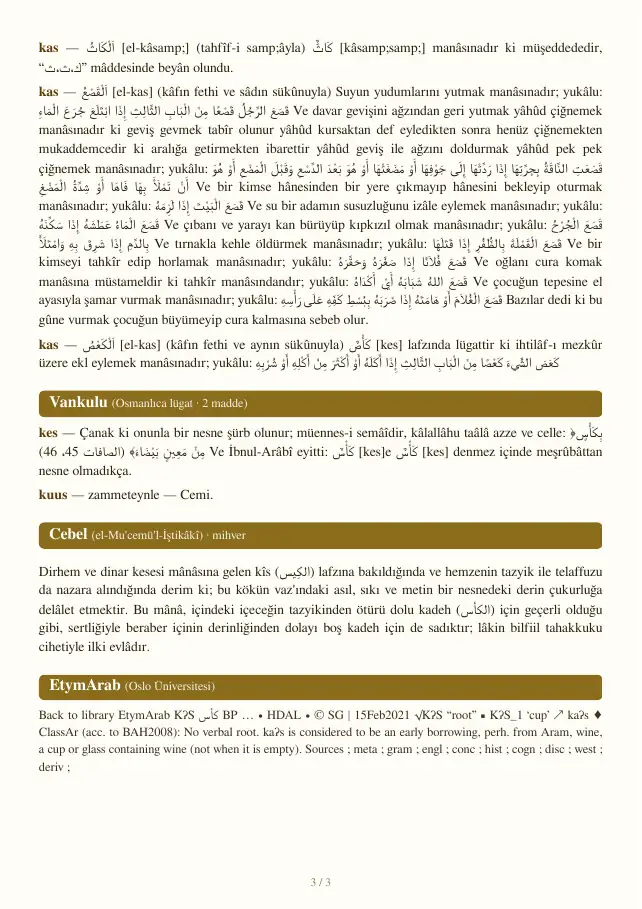 kas — اَلْكَاثُ [el-kâsamp;] (tahfîf-i samp;âyla) كَاثٌّ [kâsamp;samp;] manâsınadır ki müşeddededir,
“ك،ث،ث” mâddesinde beyân olundu.
kas — اَلْقَصْعُ [el-kas] (kâfın fethi ve sâdın sükûnuyla) Suyun yudumlarını yutmak manâsınadır; yukâlu:
قَصَعَ الرَّجُلُ قَصْعًا مِنَ الْبَابِ الثَّالِثِ إِذَا ابْتَلَعَ جُرَعَ الْمَاءِ Ve davar gevişini ağzından geri yutmak yâhûd çiğnemek
manâsınadır ki geviş gevmek tabîr olunur yâhûd kursaktan def eyledikten sonra henüz çiğnemekten
mukaddemcedir ki aralığa getirmekten ibarettir yâhûd geviş ile ağzını doldurmak yâhûd pek pek
çiğnemek manâsınadır; yukâlu: قَصَعَتِ النَّاقَةُ بِجِرَّتِهَا إِذَا رَدَّتْهَا إِلَى جَوْفِهَا أَوْ مَضَغَتْهَا أَوْ هُوَ بَعْدَ الدَّسْعِ وَقَبْلَ الْمَضْعِ أَوْ هُوَ
أَنْ تَمْلَأَ بِهَا فَاهَا أَوْ شِدَّةُ الْمَضْغِ Ve bir kimse hânesinden bir yere çıkmayıp hânesini bekleyip oturmak
manâsınadır; yukâlu: قَصَعَ الْبَيْتَ إِذَا لَزِمَهُ Ve su bir adamın susuzluğunu izâle eylemek manâsınadır; yukâlu:
قَصَعَ الْمَاءُ عَطَشَهُ إِذَا سَكَّنَهُ Ve çıbanı ve yarayı kan bürüyüp kıpkızıl olmak manâsınadır; yukâlu: قَصَعَ الْجُرْحُ
بِالدَّمِ إِذَا شَرِقَ بِهِ وَامْتَلَأَ Ve tırnakla kehle öldürmek manâsınadır; yukâlu: قَصَعَ الْقَمْلَةَ بِالظُّفْرِ إِذَا قَتَلَهَا Ve bir
kimseyi tahkîr edip horlamak manâsınadır; yukâlu: قَصَعَ فُلَانًا إِذَا صَغَّرَهُ وَحَقَّرَهُ Ve oğlanı cura komak
manâsına müstameldir ki tahkîr manâsındandır; yukâlu: قَصَعَ اللهُ شَبَابَهُ أَيْ أَكْدَاهُ Ve çocuğun tepesine el
ayasıyla şamar vurmak manâsınadır; yukâlu: قَصَعَ الْغُلَامَ أَوْ هَامَتَهُ إِذَا ضَرَبَهُ بِبُسْطِ كَفِّهِ عَلَى رَأْسِهِ Bazılar dedi ki bu
gûne vurmak çocuğun büyümeyip cura kalmasına sebeb olur.
kas — اَلْكَعْصُ [el-kas] (kâfın fethi ve aynın sükûnuyla) كَأْصٌ [kes] lafzında lügattir ki ihtilâf-ı mezkûr
üzere ekl eylemek manâsınadır; yukâlu: كَعَصَ الشَّيءَ كَعْصًا مِنَ الْبَابِ الثَّالِثِ إِذَا أَكَلَهُ أَوْ أَكْثَرَ مِنْ أَكْلِهِ أَوْ شُرْبِهِ
Vankulu (Osmanlıca lügat · 2 madde)
kes — Çanak ki onunla bir nesne şürb olunur; müennes-i semâîdir, kâlallâhu taâlâ azze ve celle: ﴿بِكَأْسٍ
مِنْ مَعِينٍ بَيْضَاءَ﴾ (الصافات 45، 46) Ve İbnul-Arâbî eyitti: كَأْسٌ [kes]e كَأْسٌ [kes] denmez içinde meşrûbâttan
nesne olmadıkça.
kuus — zammeteynle — Cemi.
Cebel (el-Mu'cemü'l-İştikâkî) · mihver
Dirhem ve dinar kesesi mânâsına gelen kîs (الكيس) lafzına bakıldığında ve hemzenin tazyik ile telaffuzu
da nazara alındığında derim ki; bu kökün vaz'ındaki asıl, sıkı ve metin bir nesnedeki derin çukurluğa
delâlet etmektir. Bu mânâ, içindeki içeceğin tazyikinden ötürü dolu kadeh (الكأس) için geçerli olduğu
gibi, sertliğiyle beraber içinin derinliğinden dolayı boş kadeh için de sadıktır; lâkin bilfiil tahakkuku
cihetiyle ilki evlâdır.
EtymArab (Oslo Üniversitesi)
Back to library EtymArab KʔS كأس BP … • HDAL • © SG | 15Feb2021 √KʔS “root” ▪ KʔS_1 ‘cup’ ↗ kaʔs ♦
ClassAr (acc. to BAH2008): No verbal root. kaʔs is considered to be an early borrowing, perh. from Aram, wine,
a cup or glass containing wine (not when it is empty). Sources ; meta ; gram ; engl ; conc ; hist ; cogn ; disc ; west ;
deriv ;
3 / 3